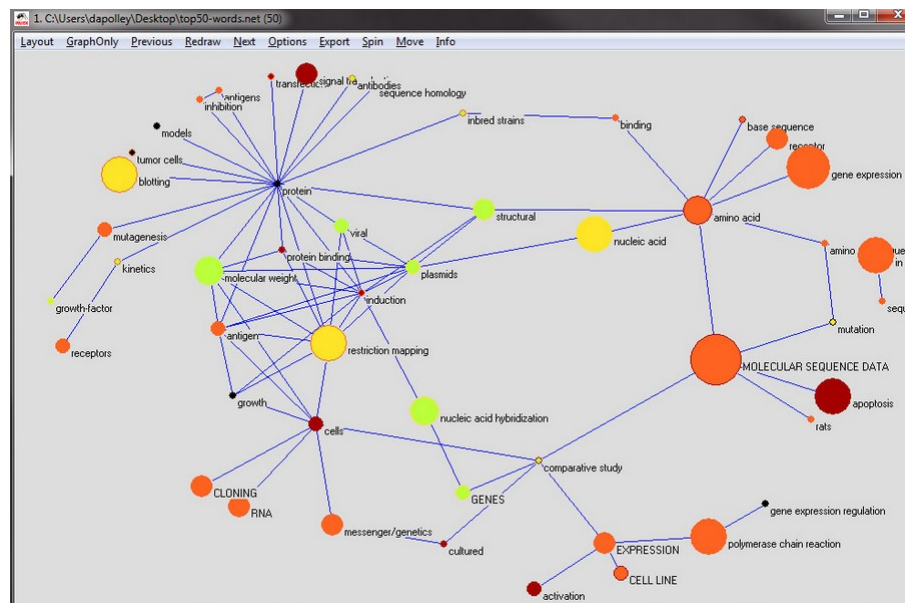 1. C:\Users\dapolley\Desktop\top50-words.net (50)
Layout GraphOnly Previous Redraw Next Options Export Spin Move Info
signal
antibodies
antigens
sequence homology
inhibition
inbred strains
binding
base sequence
models
receptor
tumor cells
blotting
gene expression
protein
structural
amino acid
mutagenesis
viral
nucleic acid
amino
in
protein binding
kinetics
plasmids
molecular weight
growth-factor
induction
antigen
mutation
receptors
restriction mapping
MOLECULAR SEQUENCE DATA
growth
apoptosis
nucleic acid hybridization
rats
cells
comparative study
CLONING
GENES
RNA
gene expression regulation
messenger/genetics
polymerase chain reaction
cultured
EXPRESSION
CELL LINE
activation